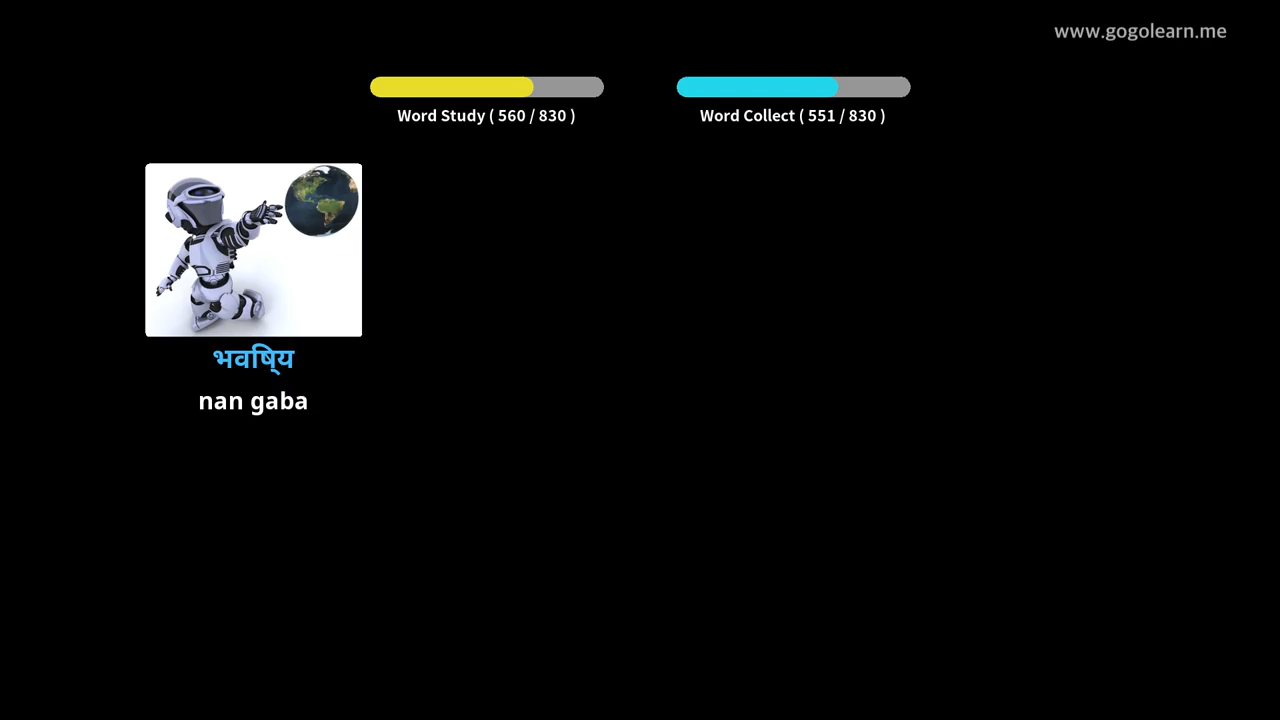 www.gogolearn.me
Word Study ( 560 / 830 )
Word Collect ( 551 / 830 )
भवषि्य
nan gaba